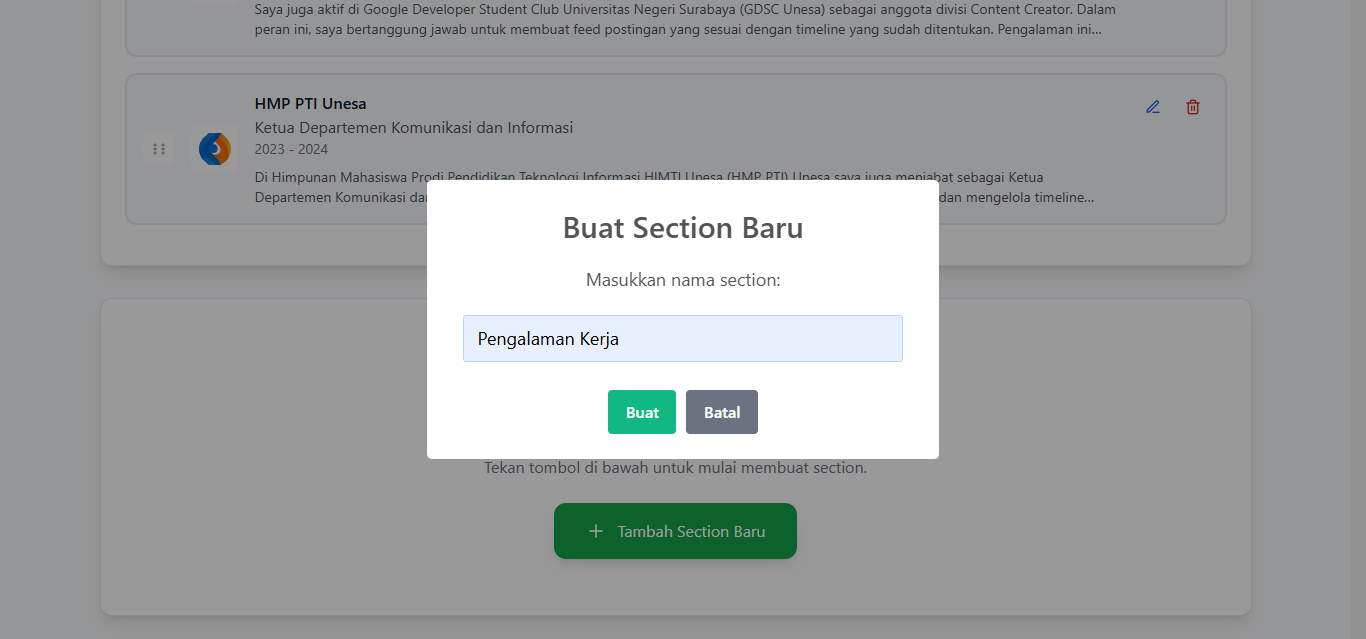 Saya juga aktif di Google Developer Student Club Universitas Negeri Surabaya (GDSC Unesa) sebagai anggota divisi Content Creator. Dalam
peran ini, saya bertanggung jawab untuk membuat feed postingan yang sesuai dengan timeline yang sudah ditentukan. Pengalaman ini...
HMP PTI Unesa
Ketua Departemen Komunikasi dan Informasi
2023 - 2024
Di Himpunan Mahasiswa Prodi Pendidikan Teknologi Informasi HIMTI Unesa (HMP PTI) Unesa saya juga menjabat sebagai Ketua
Departemen Komunikasi dan mengelola timeline...
Buat Section Baru
Masukkan nama section:
Pengalaman Kerja
Buat
Batal
Tekan tombol di bawah untuk mulai membuat section.
+ Tambah Section Baru